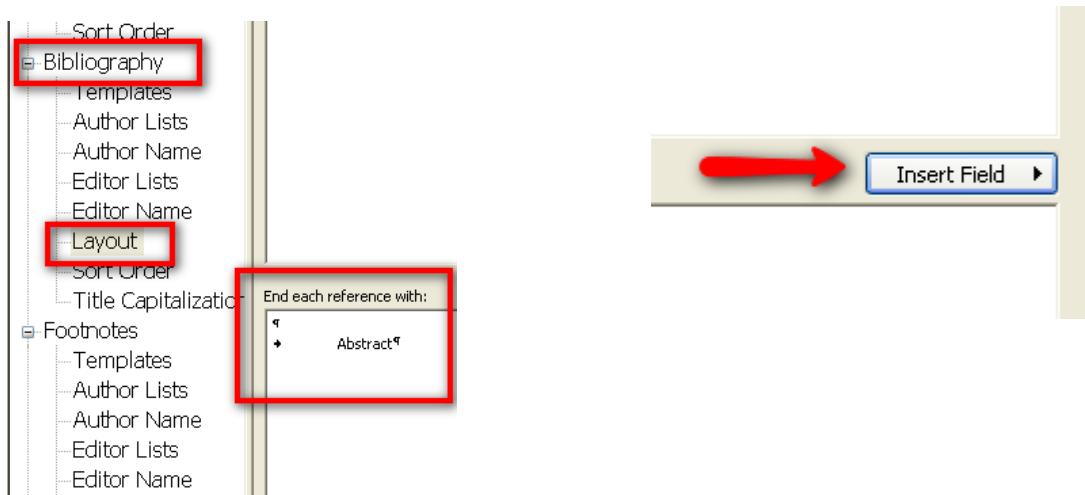 Sort Order
Bibliography
Templates
Author Lists
Author Name
Editor Lists
Editor Name
Layout
Sort Order
Title Capitalization
Footnotes
Templates
Author Lists
Author Name
Editor Lists
Editor Name
End each reference with:
¶
Abstract¶
Insert Field